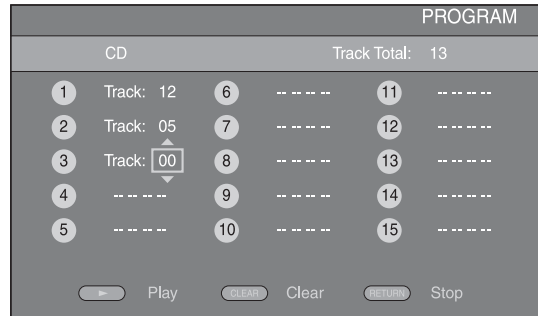 PROGRAM
CD Track Total: 13
1 Track: 12 6 -- -- -- -- 11 -- -- -- --
2 Track: 05 7 -- -- -- -- 12 -- -- -- --
3 Track: 00 8 -- -- -- -- 13 -- -- -- --
4 -- -- -- -- 9 -- -- -- -- 14 -- -- -- --
5 -- -- -- -- 10 -- -- -- -- 15 -- -- -- --
Play CLEAR Clear RETURN Stop